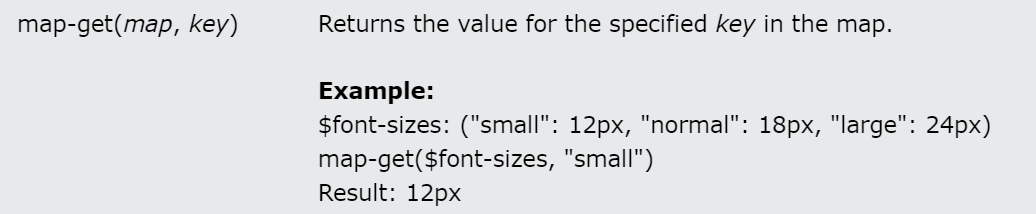 map-get(map, key) Returns the value for the specified key in the map.
Example:
$font-sizes: ("small": 12px, "normal": 18px, "large": 24px)
map-get($font-sizes, "small")
Result: 12px